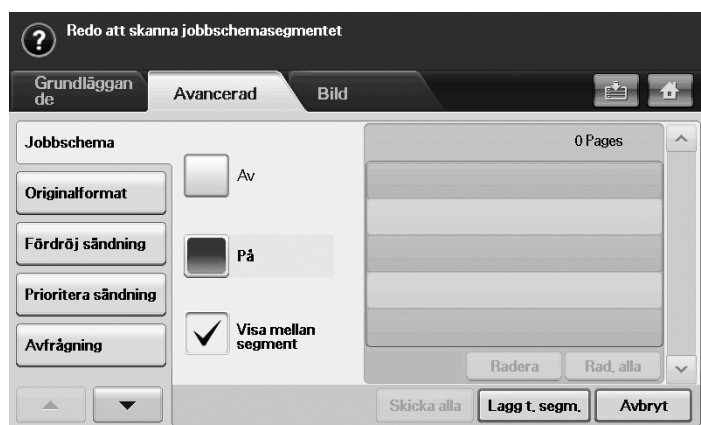 ?
Redo att skanna jobbschemasegmentet
Grundläggan
de
Avancerad
Bild
Jobbschema
Originalformat
Fördröj sändning
Prioritera sändning
Avfrågning
Av
På
Visa mellan
segment
0 Pages
Radera
Rad. alla
Skicka alla
Lagg t. segm.
Avbryt